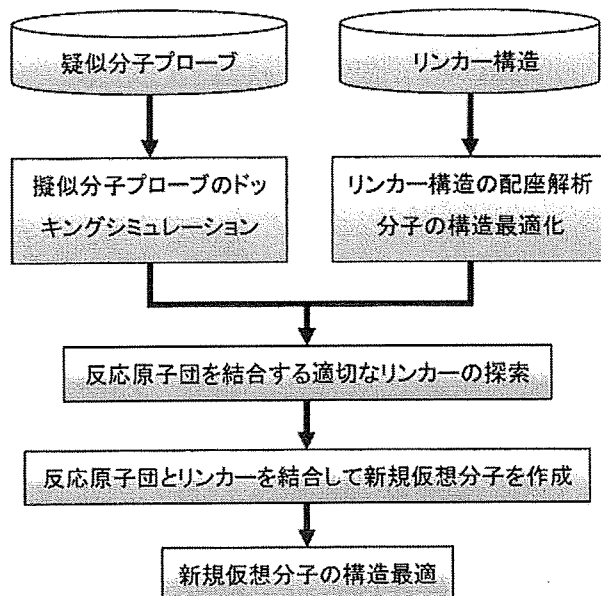 疑似分子プローブ
リンカー構造
擬似分子プローブのドッ
キングシミュレーション
リンカー構造の配座解析
分子の構造最適化
反応原子団を結合する適切なリンカーの探索
反応原子団とリンカーを結合して新規仮想分子を作成
新規仮想分子の構造最適